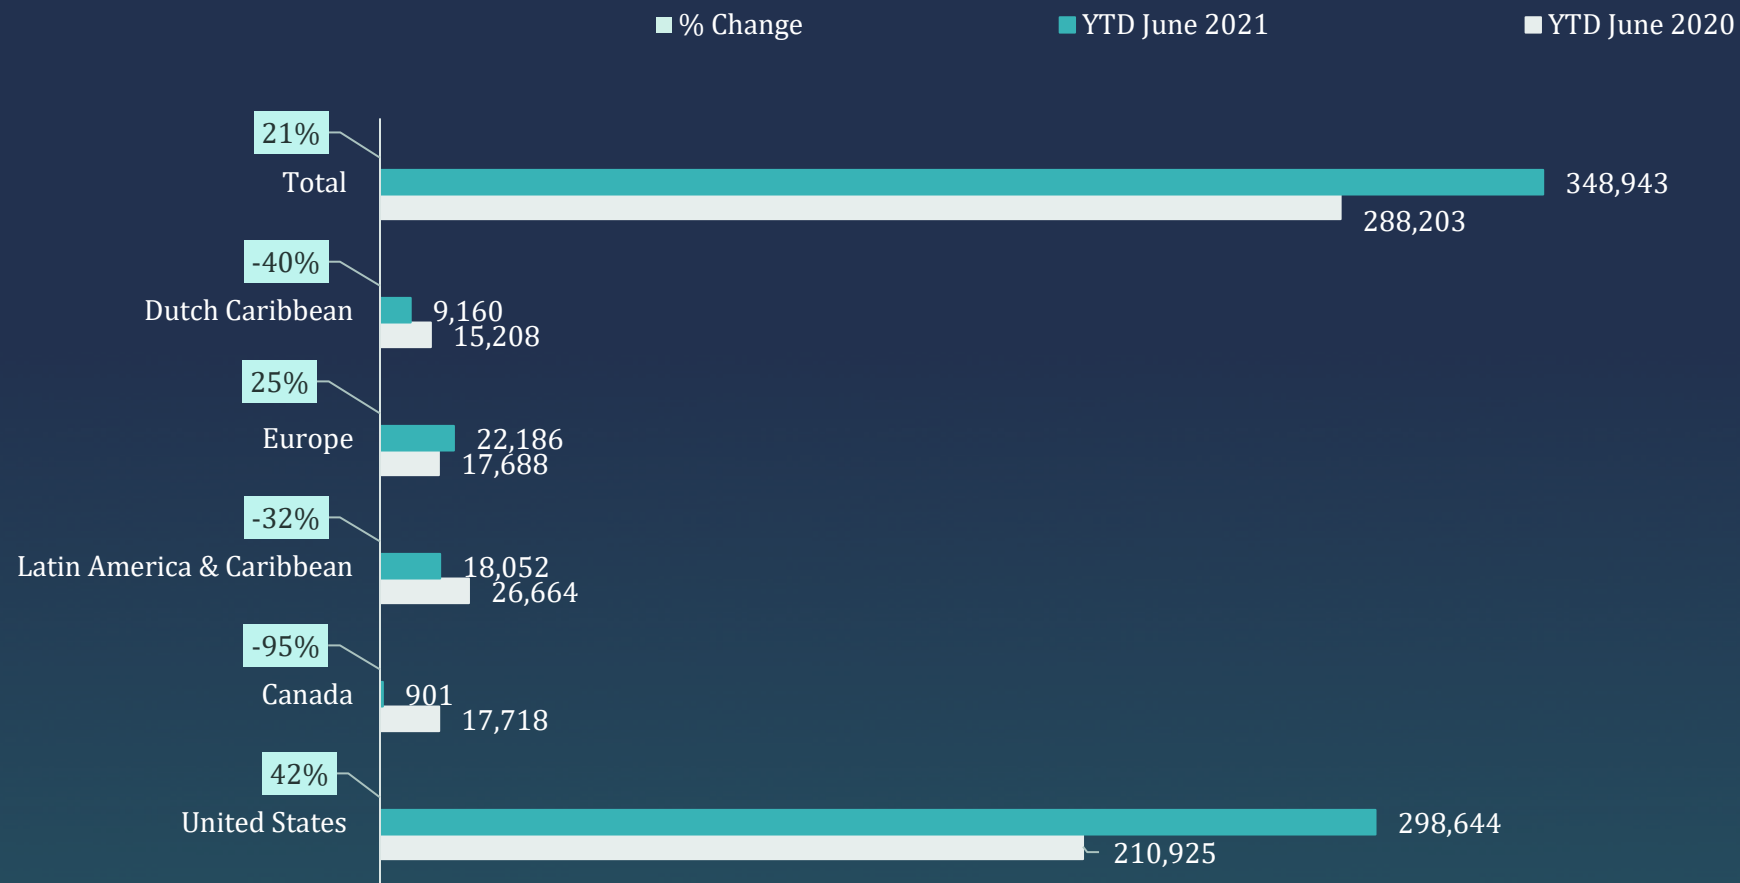 % Change YTD June 2021 YTD June 2020
21%
Total
348,943
288,203
-40%
Dutch Caribbean
9,160
15,208
25%
Europe
22,186
17,688
-32%
Latin America & Caribbean
18,052
26,664
-95%
Canada
901
17,718
42%
United States
298,644
210,925